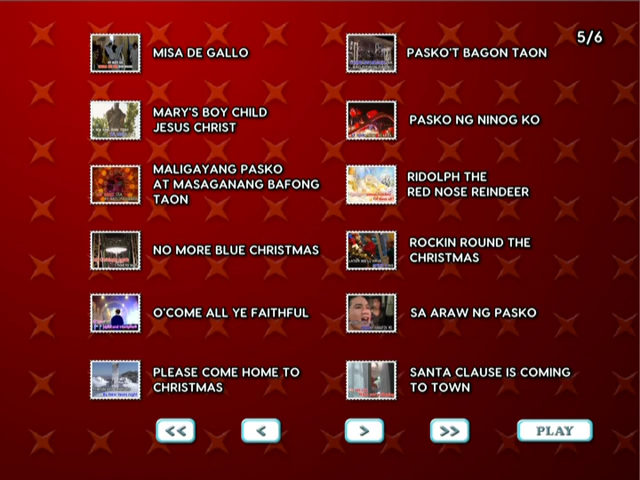 5/6
MISA DE GALLO
MARY'S BOY CHILD
JESUS CHRIST
MALIGAYANG PASKO
AT MASAGANANG BAFONG
TAON
NO MORE BLUE CHRISTMAS
O'COME ALL YE FAITHFUL
PLEASE COME HOME TO
CHRISTMAS
PASKO'T BAGON TAON
PASKO NG NINOG KO
RIDOLPH THE
RED NOSE REINDEER
ROCKIN ROUND THE
CHRISTMAS
SA ARAW NG PASKO
SANTA CLAUSE IS COMING
TO TOWN
<<
<
>
>>
PLAY